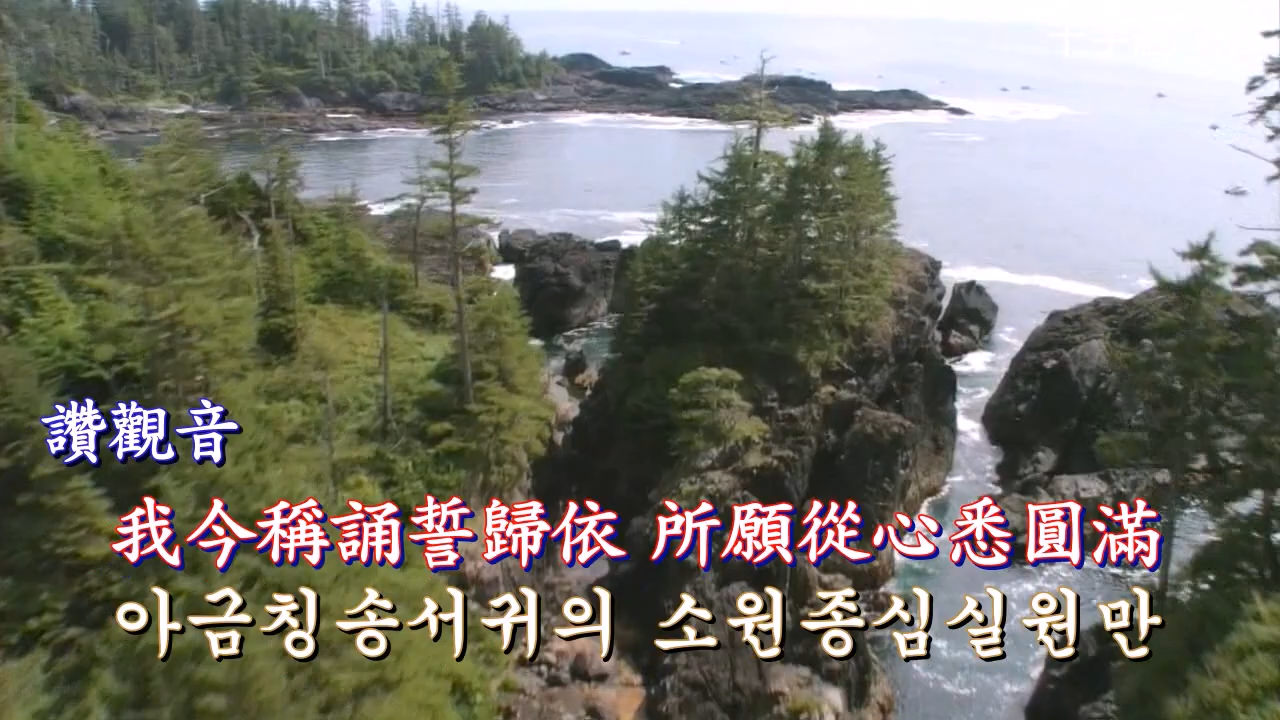 讚觀音
我今稱誦誓歸依 所願從心悉圓滿
아금칭송서귀의 소원종심실원만